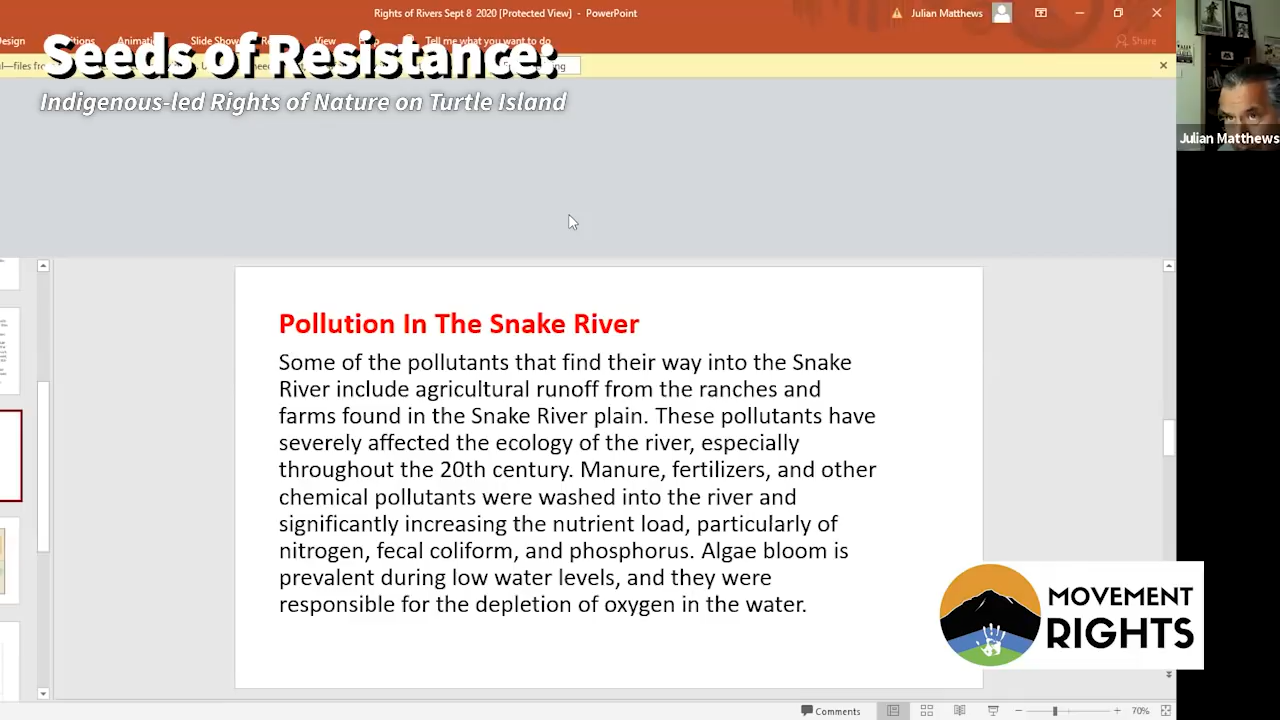 Rights of Rivers Sept 8 2020 [Protected View] - PowerPoint
Julian Matthews
Seeds of Resistance:
Tell me what you want to do
Share
Indigenous-led Rights of Nature on Turtle Island
Julian Matthews
Pollution In The Snake River
Some of the pollutants that find their way into the Snake
River include agricultural runoff from the ranches and
farms found in the Snake River plain. These pollutants have
severely affected the ecology of the river, especially
throughout the 20th century. Manure, fertilizers, and other
chemical pollutants were washed into the river and
significantly increasing the nutrient load, particularly of
nitrogen, fecal coliform, and phosphorus. Algae bloom is
prevalent during low water levels, and they were
responsible for the depletion of oxygen in the water.
MOVEMENT
RIGHTS
Comments
70%